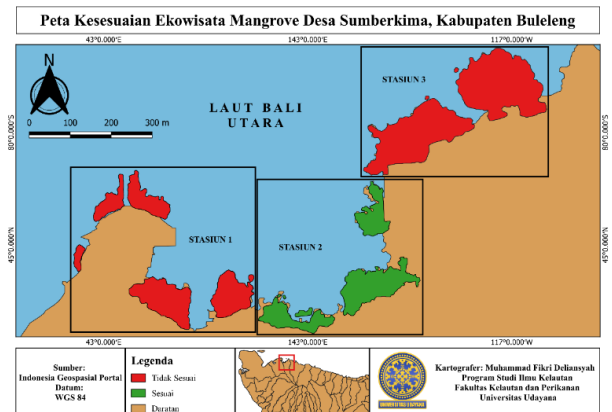 Peta Kesesuaian Ekowisata Mangrove Desa Sumberkima, Kabupaten Buleleng
43°0.000'E 143°0.000'E 117°0.000'W
N
STASIUN 3
LAUT BALI
UTARA
0 100 200 300 m
80°0.000'S 80°0.000'S
STASIUN 1
STASIUN 2
45°0.000'N 45°0.000'N
43°0.000'E 143°0.000'E 117°0.000'W
Sumber:
Indonesia Geospasial Portal
Datum:
WGS 84
Legenda
Tidak Sesuai
Sesuai
Daratan
Kartografer: Muhammad Fikri Deliansyah
Program Studi Ilmu Kelautan
Fakultas Kelautan dan Perikanan
Universitas Udayana